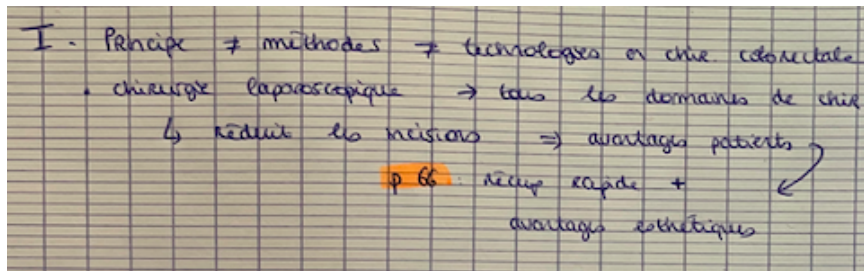 I - Principe ≠ méthodes ≠ technologies en chir colorectale
• chirurgie laparoscopique → tous les domaines de chir
↳ réduit les incisions ⇒ avantages patients
p 66 : récup rapide +
avantages esthétiques